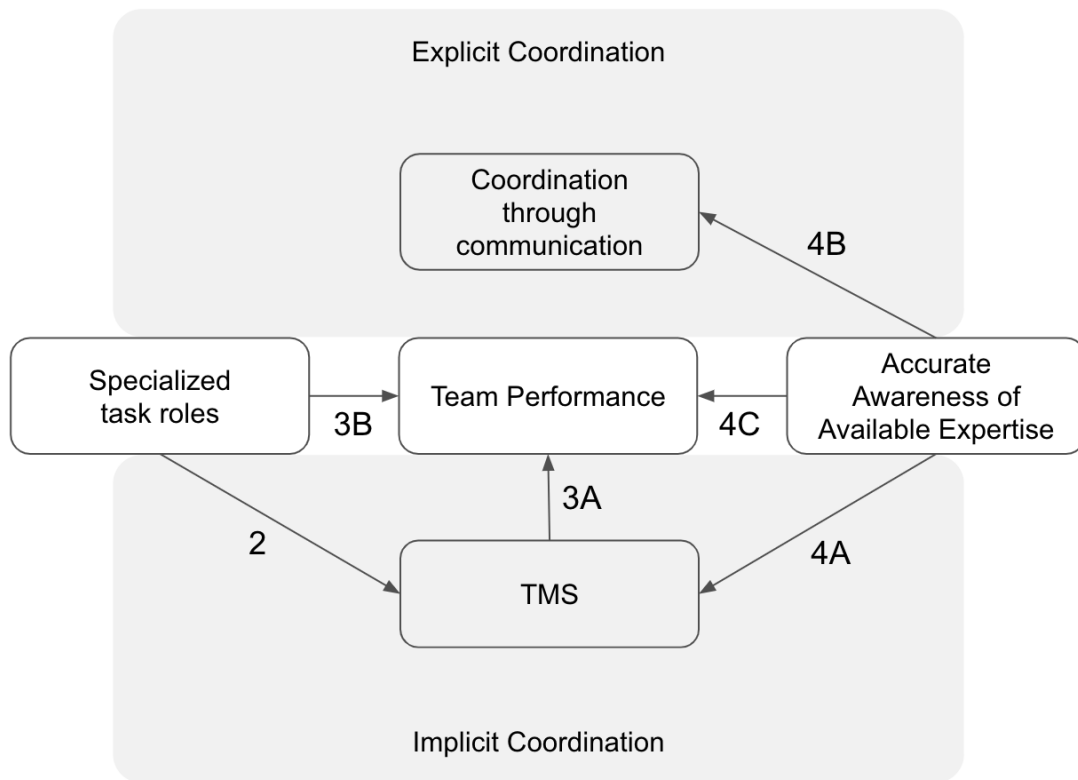 Explicit Coordination
Coordination
through
communication
4B
Specialized
task roles
3B
Team Performance
4C
Accurate
Awareness of
Available Expertise
2
3A
4A
TMS
Implicit Coordination